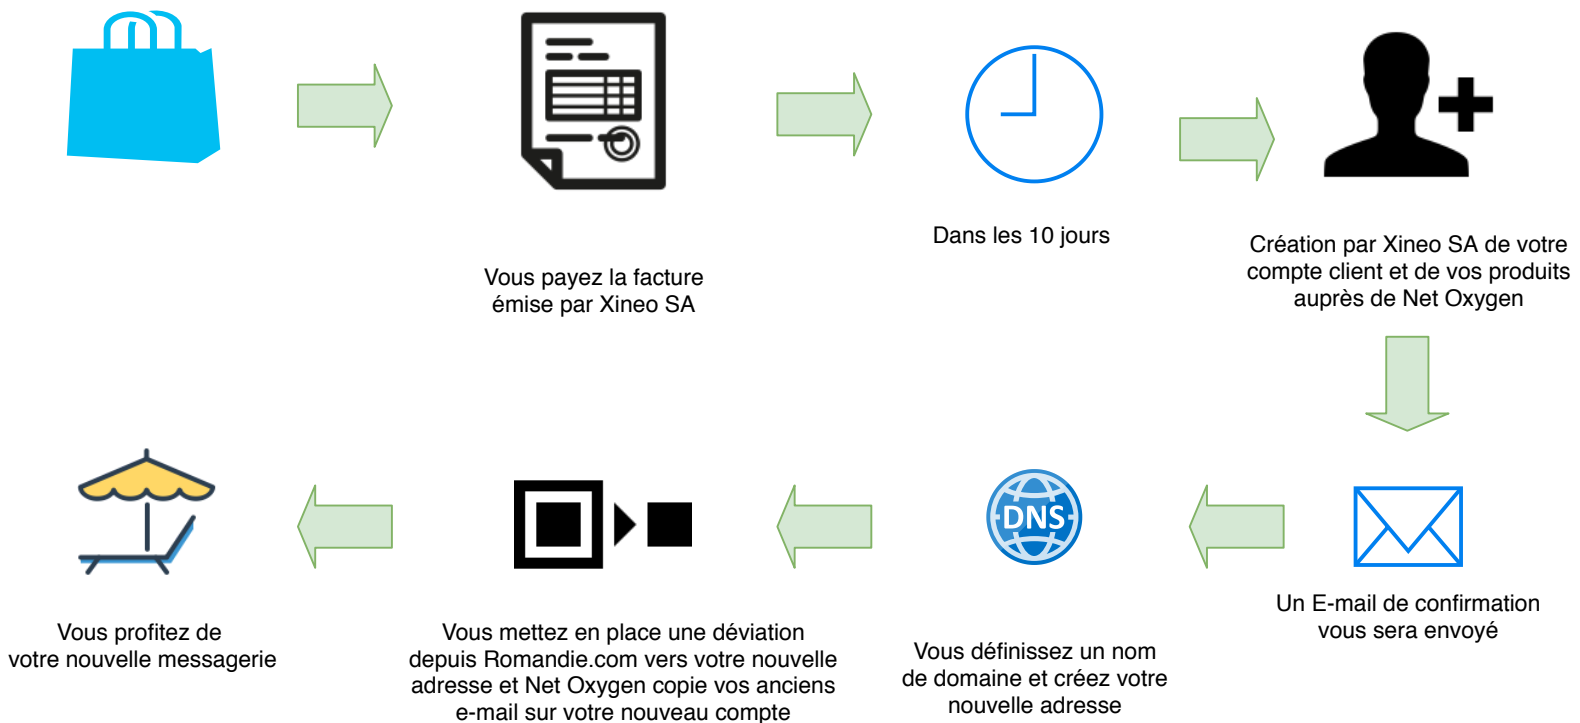 Vous payez la facture
émise par Xineo SA
Dans les 10 jours
Création par Xineo SA de votre
compte client et de vos produits
auprès de Net Oxygen
Un E-mail de confirmation
vous sera envoyé
DNS
Vous définissez un nom
de domaine et créez votre
nouvelle adresse
Vous mettez en place une déviation
depuis Romandie.com vers votre nouvelle
adresse et Net Oxygen copie vos anciens
e-mail sur votre nouveau compte
Vous profitez de
votre nouvelle messagerie